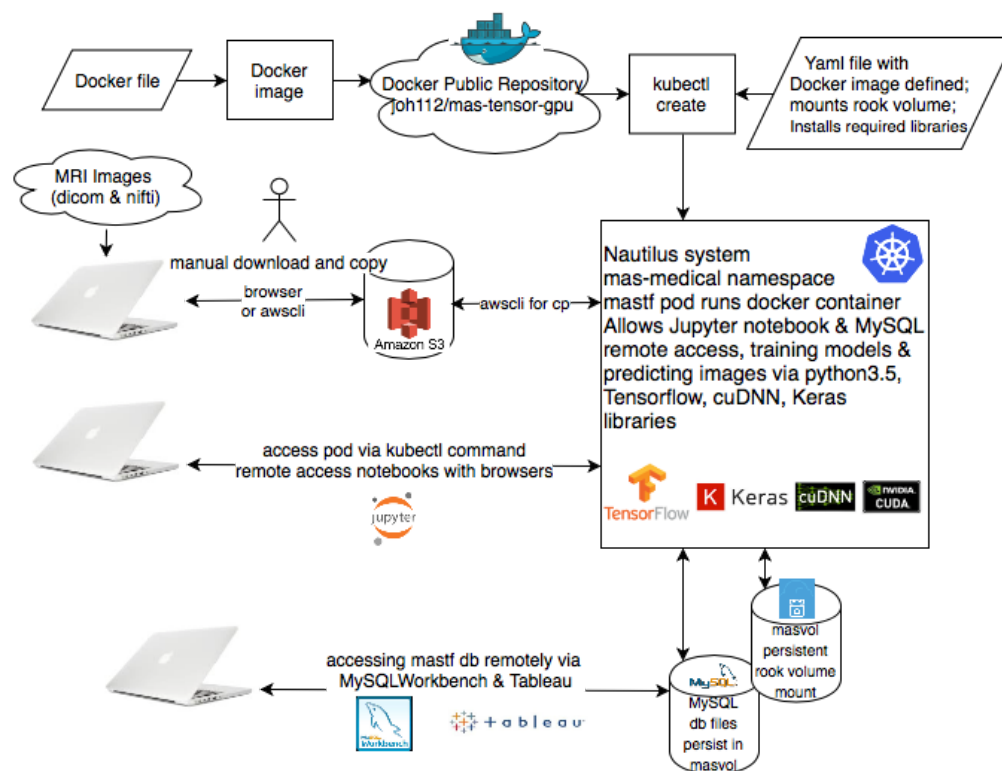 Docker file
Docker
image
Docker Public Repository
joh112/mas-tensor-gpu
kubectl
create
Yaml file with
Docker image defined;
mounts rook volume;
Installs required libraries
MRI Images
(dicom & nifti)
manual download and copy
browser
or awscli
Amazon S3
awscli for cp
Nautilus system
mas-medical namespace
mastf pod runs docker container
Allows Jupyter notebook & MySQL
remote access, training models &
predicting images via python3.5,
Tensorflow, cuDNN, Keras
libraries
TensorFlow
K Keras
cuDNN
NVIDIA
CUDA
access pod via kubectl command
remote access notebooks with browsers
jupyter
masvol
persistent
rook volume
mount
accessing mastf db remotely via
MySQLWorkbench & Tableau
Workbench
+tableau
MySQL
MySQL
db files
persist in
masvol